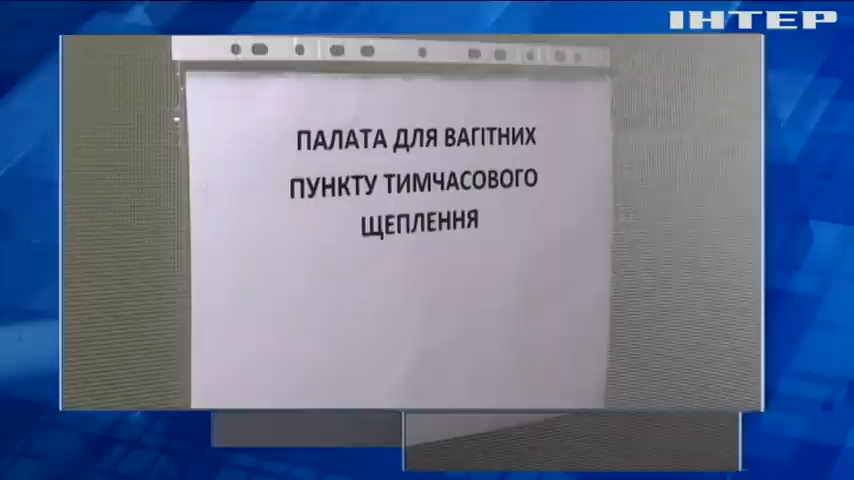 ІНТЕР
ПАЛАТА ДЛЯ ВАГІТНИХ
ПУНКТУ ТИМЧАСОВОГО
ЩЕПЛЕННЯ